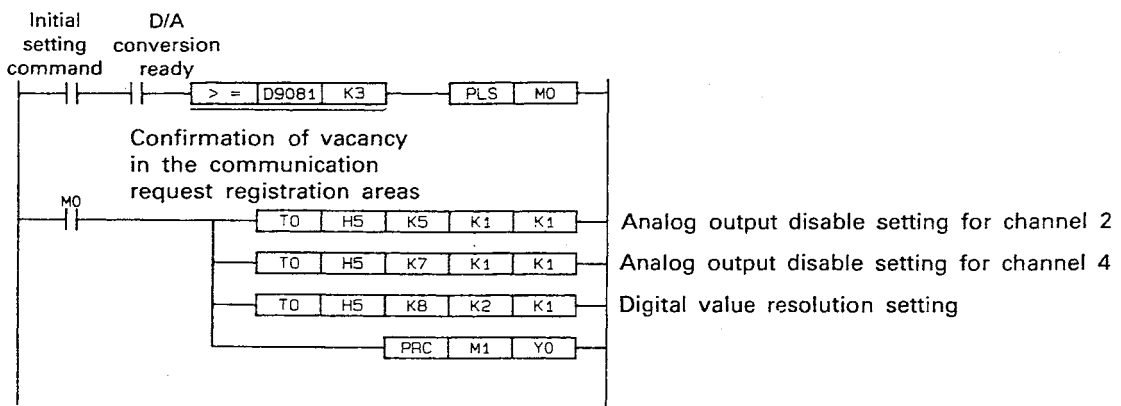 Initial setting command
D/A conversion ready
> = D9081 K3 PLS M0
Confirmation of vacancy
in the communication
request registration areas
M0
TO H5 K5 K1 K1 Analog output disable setting for channel 2
TO H5 K7 K1 K1 Analog output disable setting for channel 4
TO H5 K8 K2 K1 Digital value resolution setting
PRC M1 Y0